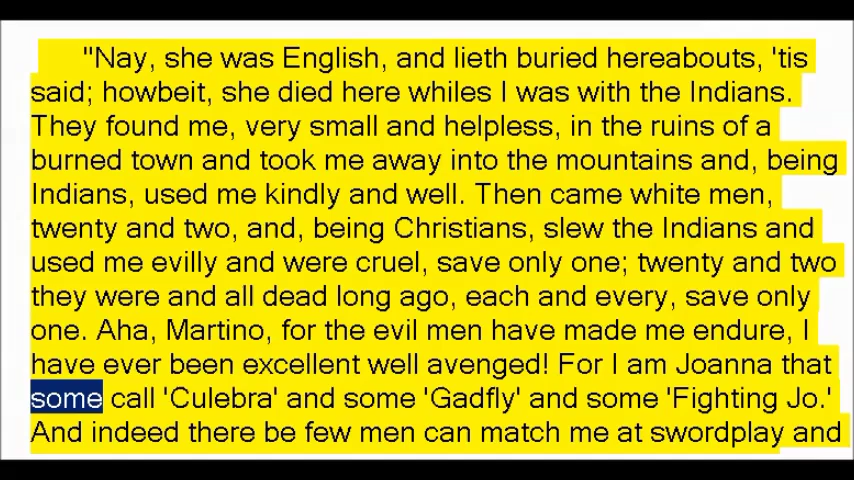 "Nay, she was English, and lieth buried hereabouts, 'tis
said; howbeit, she died here whiles I was with the Indians.
They found me, very small and helpless, in the ruins of a
burned town and took me away into the mountains and, being
Indians, used me kindly and well. Then came white men,
twenty and two, and, being Christians, slew the Indians and
used me evilly and were cruel, save only one; twenty and two
they were and all dead long ago, each and every, save only
one. Aha, Martino, for the evil men have made me endure, I
have ever been excellent well avenged! For I am Joanna that
some call 'Culebra' and some 'Gadfly' and some 'Fighting Jo.'
And indeed there be few men can match me at swordplay and